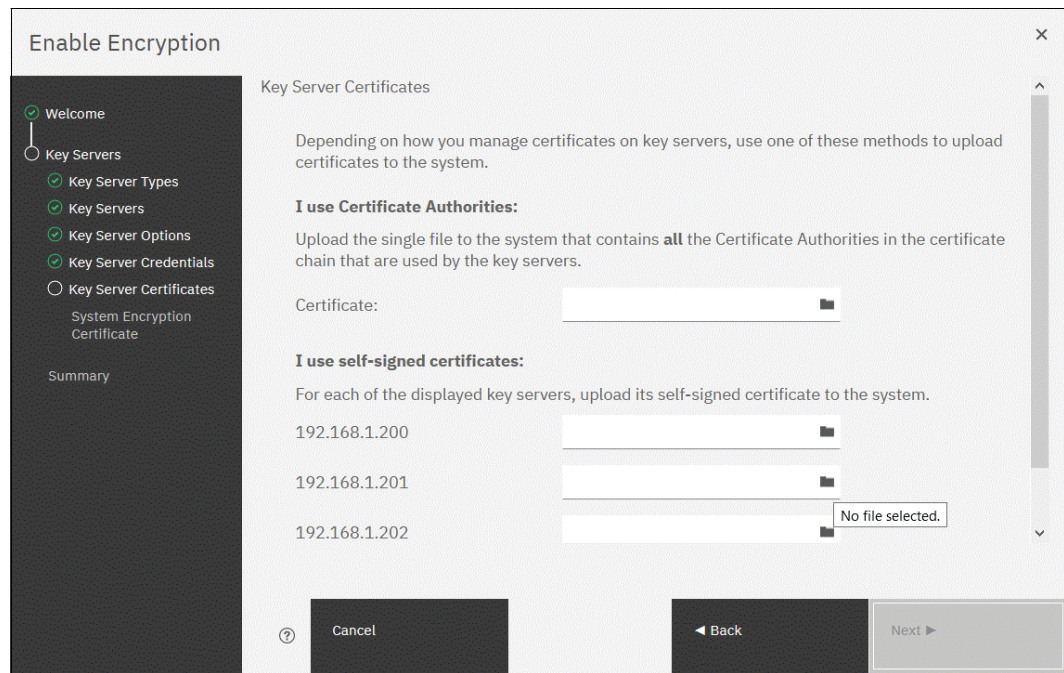 Enable Encryption
Welcome
Key Servers
Key Server Types
Key Servers
Key Server Options
Key Server Credentials
Key Server Certificates
System Encryption
Certificate
Summary
Key Server Certificates
Depending on how you manage certificates on key servers, use one of these methods to upload
certificates to the system.
I use Certificate Authorities:
Upload the single file to the system that contains all the Certificate Authorities in the certificate
chain that are used by the key servers.
Certificate:
I use self-signed certificates:
For each of the displayed key servers, upload its self-signed certificate to the system.
192.168.1.200
192.168.1.201
No file selected.
192.168.1.202
Cancel
Back
Next